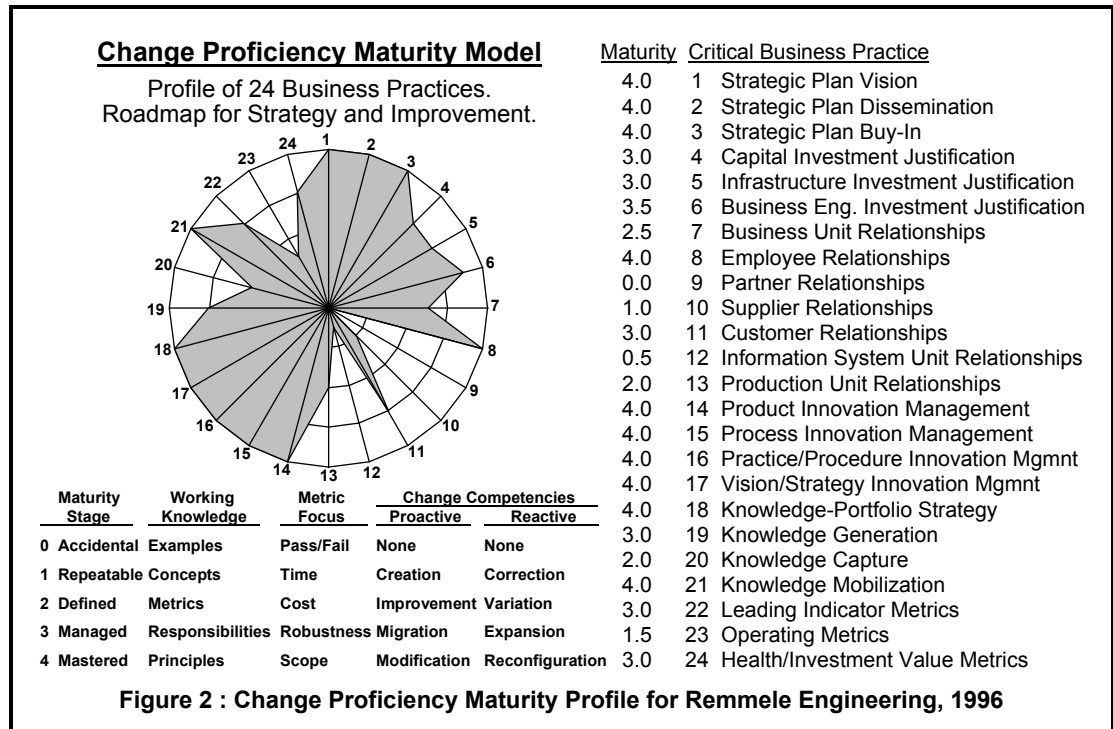 Change Proficiency Maturity Model
Profile of 24 Business Practices.
Roadmap for Strategy and Improvement.
1
2
3
4
5
6
7
8
9
10
11
12
13
14
15
16
17
18
19
20
21
22
23
24
Maturity Stage Working Knowledge Metric Focus Change Competencies Proactive Reactive
0 Accidental Examples Pass/Fail None None
1 Repeatable Concepts Time Creation Correction
2 Defined Metrics Cost Improvement Variation
3 Managed Responsibilities Robustness Migration Expansion
4 Mastered Principles Scope Modification Reconfiguration
Maturity Critical Business Practice
4.0 1 Strategic Plan Vision
4.0 2 Strategic Plan Dissemination
4.0 3 Strategic Plan Buy-In
3.0 4 Capital Investment Justification
3.0 5 Infrastructure Investment Justification
3.5 6 Business Eng. Investment Justification
2.5 7 Business Unit Relationships
4.0 8 Employee Relationships
0.0 9 Partner Relationships
1.0 10 Supplier Relationships
3.0 11 Customer Relationships
0.5 12 Information System Unit Relationships
2.0 13 Production Unit Relationships
4.0 14 Product Innovation Management
4.0 15 Process Innovation Management
4.0 16 Practice/Procedure Innovation Mgmnt
4.0 17 Vision/Strategy Innovation Mgmnt
4.0 18 Knowledge-Portfolio Strategy
3.0 19 Knowledge Generation
2.0 20 Knowledge Capture
4.0 21 Knowledge Mobilization
3.0 22 Leading Indicator Metrics
1.5 23 Operating Metrics
3.0 24 Health/Investment Value Metrics
Figure 2 : Change Proficiency Maturity Profile for Remmele Engineering, 1996